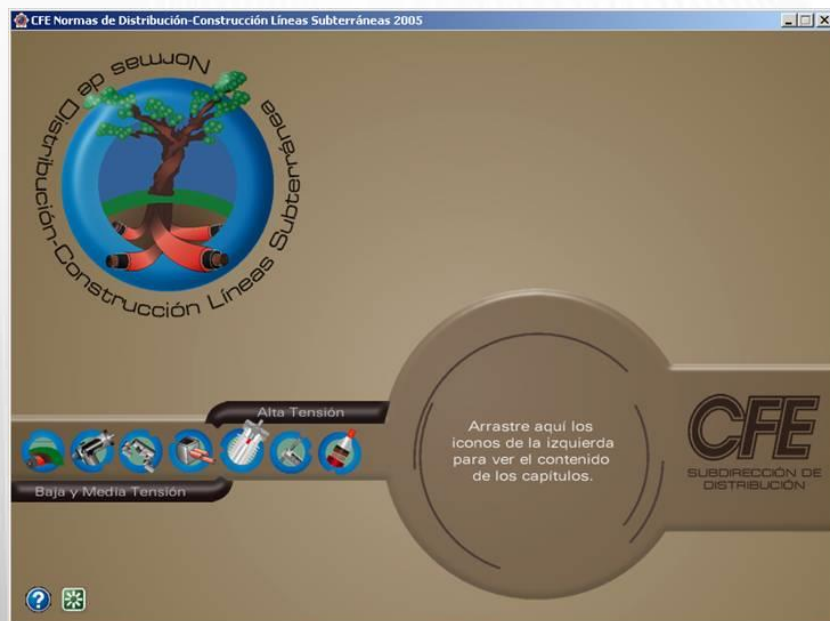 CFE Normas de Distribución-Construcción Líneas Subterráneas 2005
Normas de Distribución-Construcción Líneas Subterránea
Alta Tensión
Baja y Media Tensión
Arrastre aquí los
iconos de la izquierda
para ver el contenido
de los capítulos.
CFE
SUBDIRECCIÓN DE
DISTRIBUCIÓN
?